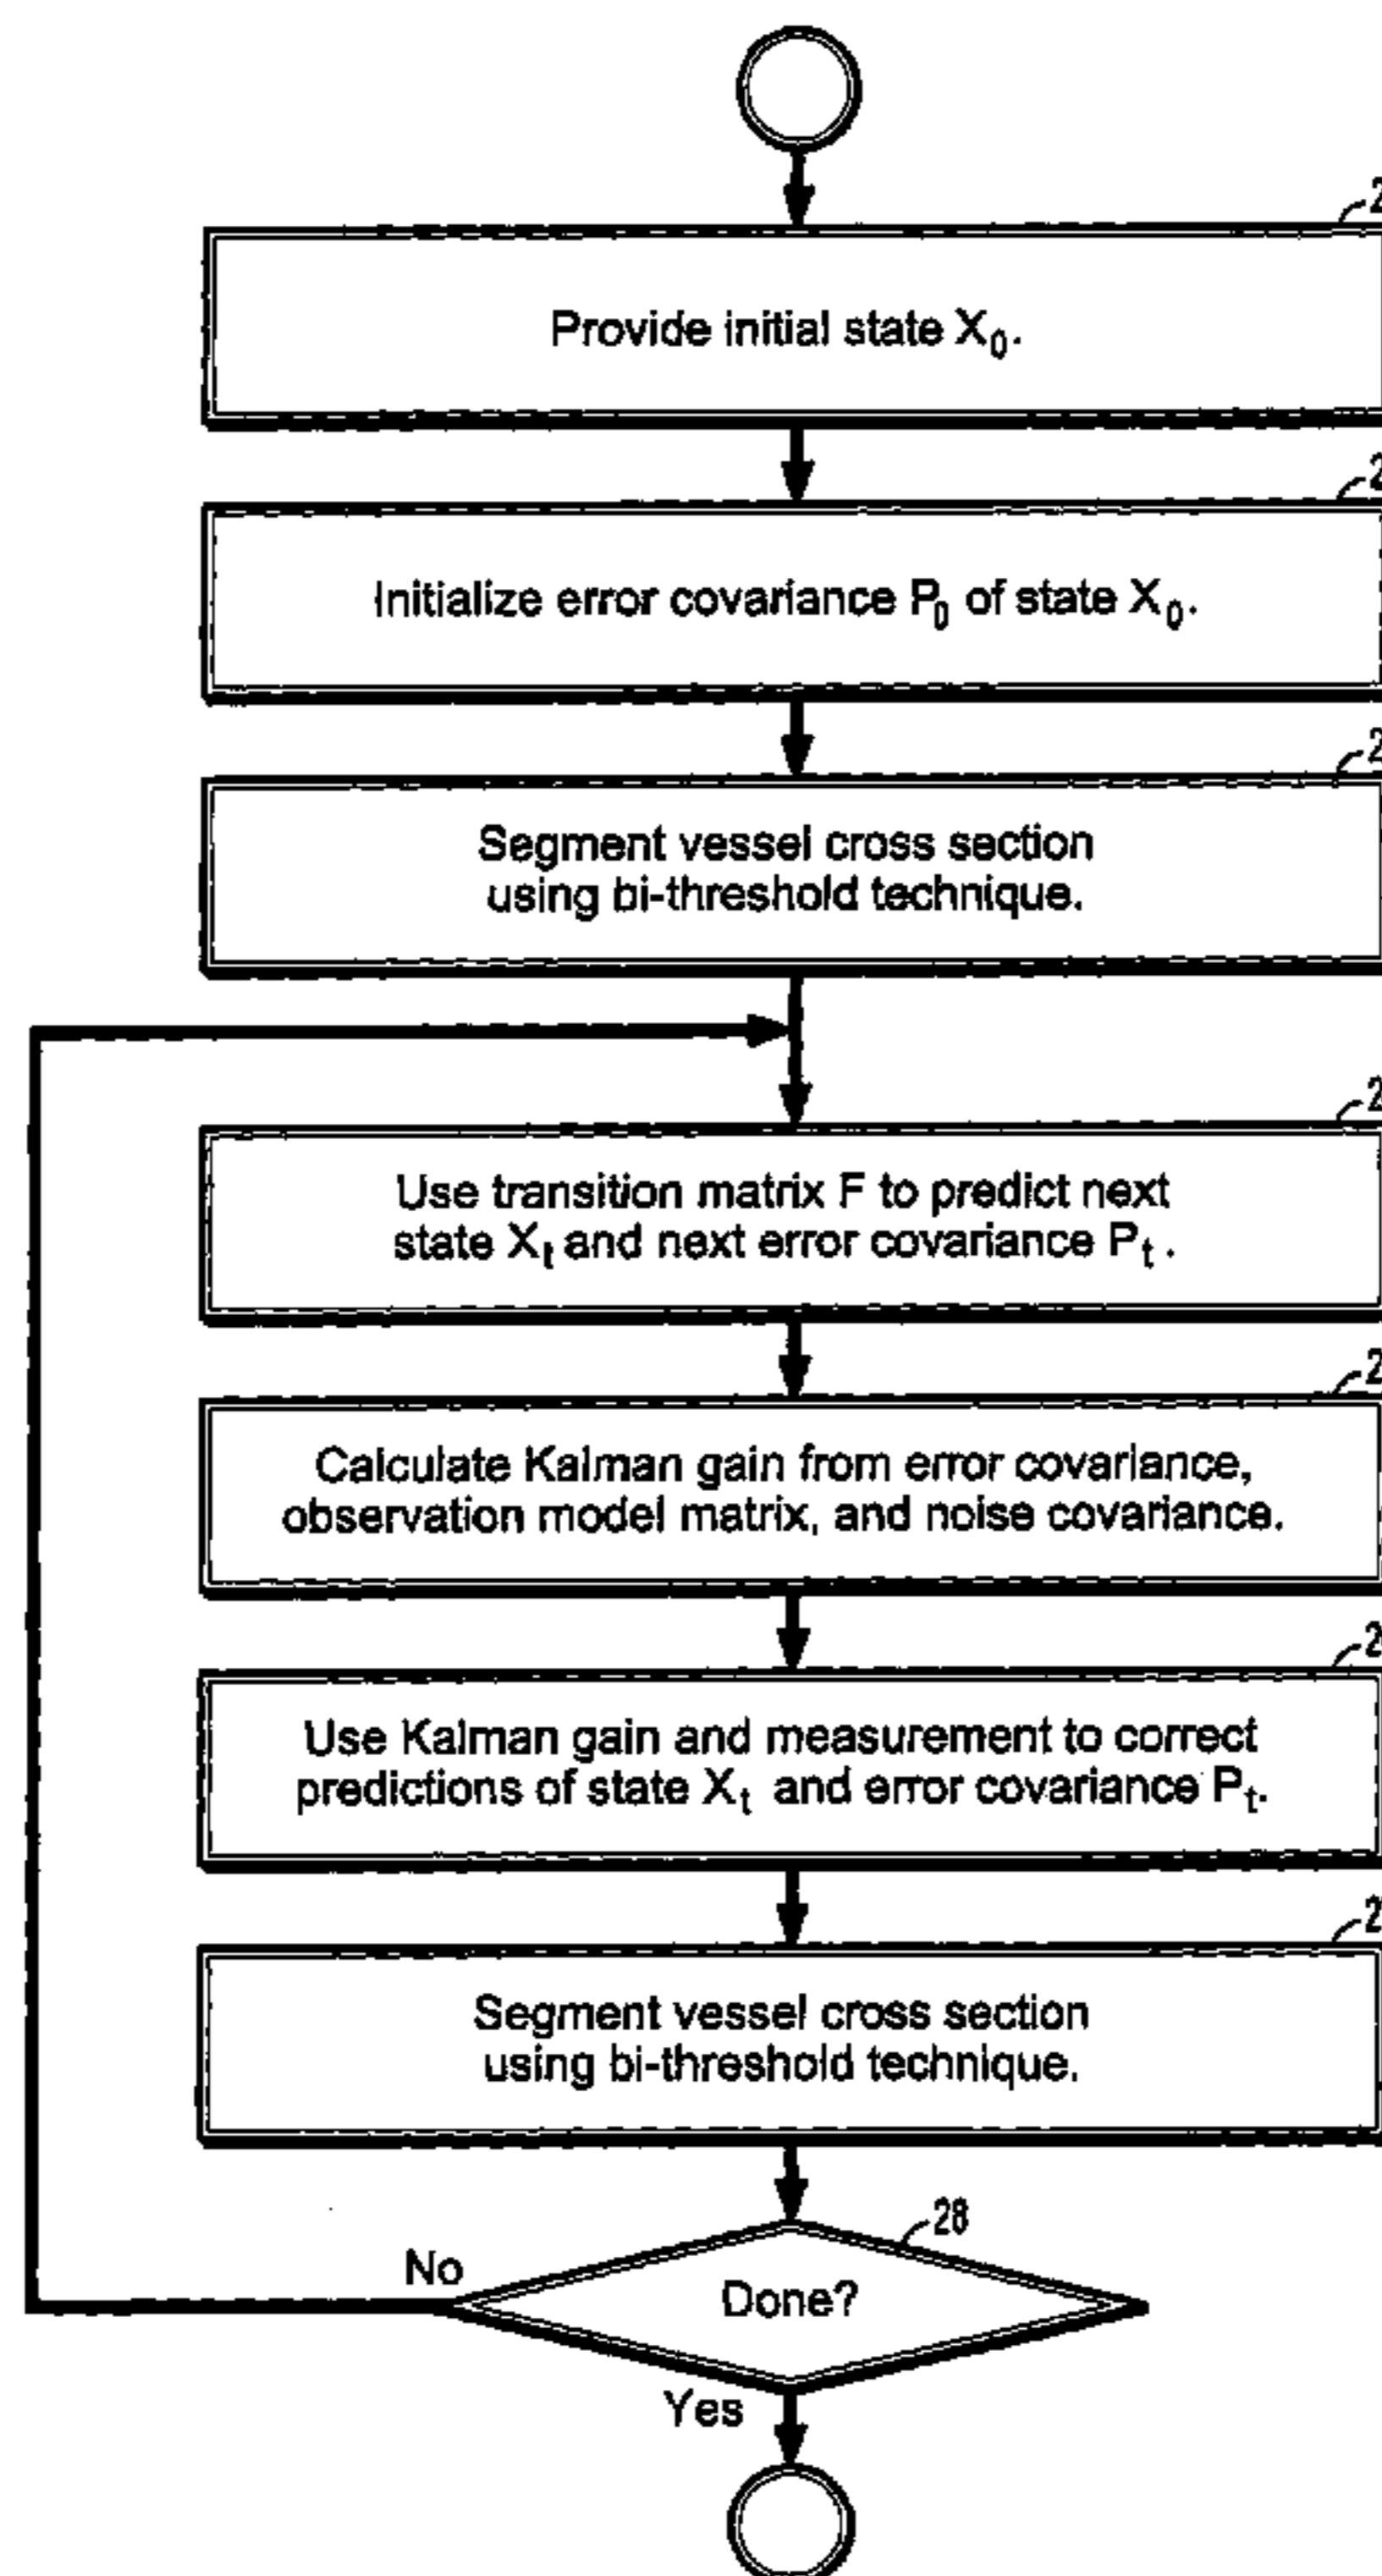 Provide initial state X₀.
Initialize error covariance P₀ of state X₀.
Segment vessel cross section
using bi-threshold technique.
Use transition matrix F to predict next
state Xₜ and next error covariance Pₜ.
Calculate Kalman gain from error covariance,
observation model matrix, and noise covariance.
Use Kalman gain and measurement to correct
predictions of state Xₜ and error covariance Pₜ.
Segment vessel cross section
using bi-threshold technique.
28
No
Done?
Yes